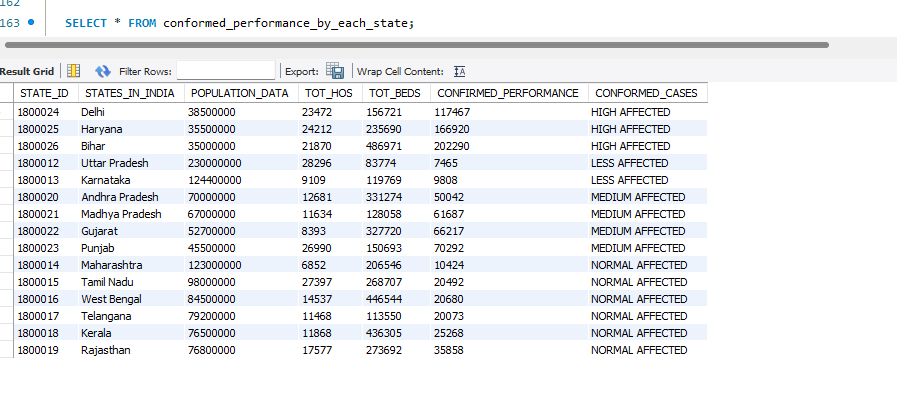 162
163 SELECT * FROM conformed_performance_by_each_state;
Result Grid Filter Rows: Export: Wrap Cell Content:
STATE_ID STATES_IN_INDIA POPULATION_DATA TOT_HOS TOT_BEDS CONFIRMED_PERFORMANCE CONFORMED_CASES
1800024 Delhi 38500000 23472 156721 117467 HIGH AFFECTED
1800025 Haryana 35500000 24212 235690 166920 HIGH AFFECTED
1800026 Bihar 35000000 21870 486971 202290 HIGH AFFECTED
1800012 Uttar Pradesh 230000000 28296 83774 7465 LESS AFFECTED
1800013 Karnataka 124400000 9109 119769 9808 LESS AFFECTED
1800020 Andhra Pradesh 70000000 12681 331274 50042 MEDIUM AFFECTED
1800021 Madhya Pradesh 67000000 11634 128058 61687 MEDIUM AFFECTED
1800022 Gujarat 52700000 8393 327720 66217 MEDIUM AFFECTED
1800023 Punjab 45500000 26990 150693 70292 MEDIUM AFFECTED
1800014 Maharashtra 123000000 6852 206546 10424 NORMAL AFFECTED
1800015 Tamil Nadu 98000000 27397 268707 20492 NORMAL AFFECTED
1800016 West Bengal 84500000 14537 446544 20680 NORMAL AFFECTED
1800017 Telangana 79200000 11468 113550 20073 NORMAL AFFECTED
1800018 Kerala 76500000 11868 436305 25268 NORMAL AFFECTED
1800019 Rajasthan 76800000 17577 273692 35858 NORMAL AFFECTED